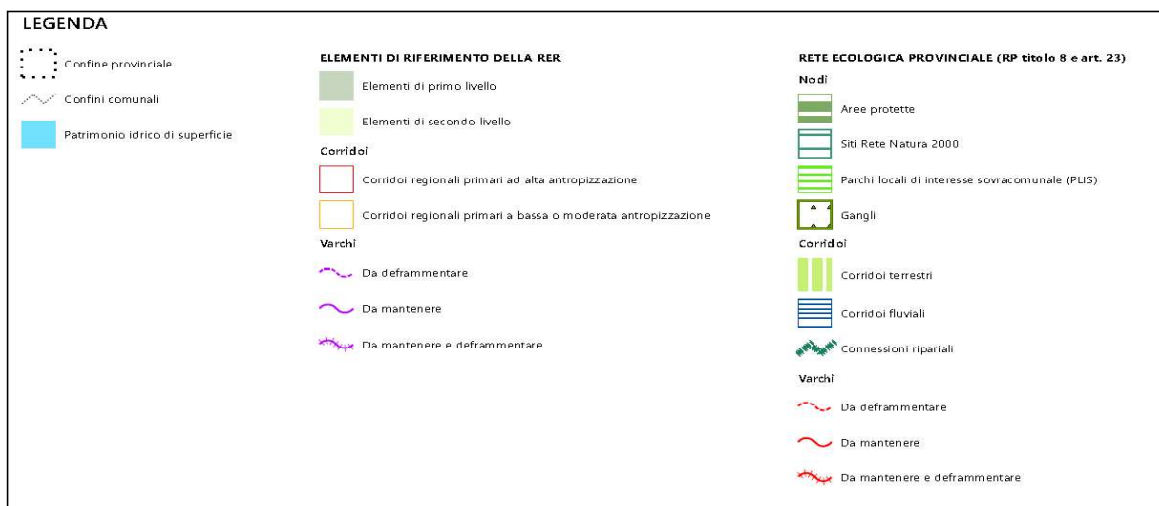 LEGENDA
Confine provinciale
Confini comunali
Patrimonio idrico di superficie
ELEMENTI DI RIFERIMENTO DELLA RER
Elementi di primo livello
Elementi di secondo livello
Corridoi
Corridoi regionali primari ad alta antropizzazione
Corridoi regionali primari a bassa o moderata antropizzazione
Varchi
Da deframmentare
Da mantenere
Da mantenere e deframmentare
RETE ECOLOGICA PROVINCIALE (RP titolo 8 e art. 23)
Nodi
Aree protette
Siti Rete Natura 2000
Parchi locali di interesse sovracomunale (PLIS)
Gangli
Corridoi
Corridoi terrestri
Corridoi fluviali
Connessioni ripariali
Varchi
Da deframmentare
Da mantenere
Da mantenere e deframmentare